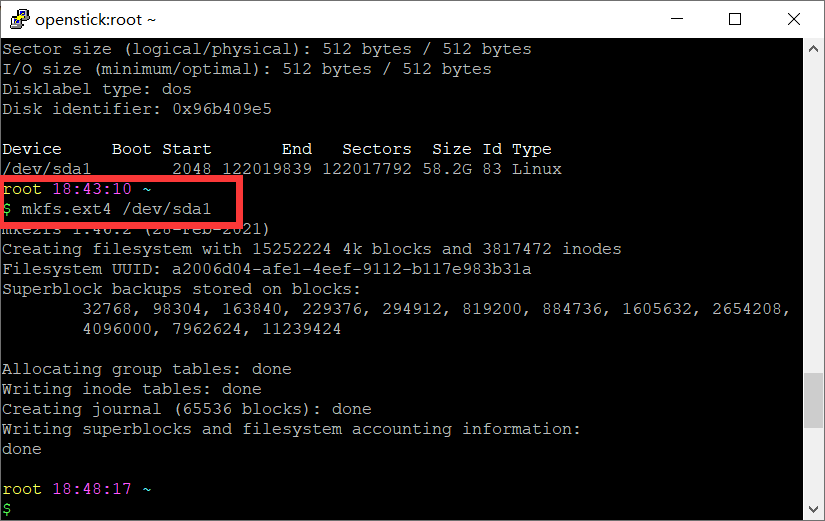 openstick:root ~
Sector size (logical/physical): 512 bytes / 512 bytes
I/O size (minimum/optimal): 512 bytes / 512 bytes
Disklabel type: dos
Disk identifier: 0x96b409e5
Device     Boot Start       End   Sectors  Size Id Type
/dev/sda1        2048 122019839 122017792 58.2G 83 Linux
root 18:43:10 ~
$ mkfs.ext4 /dev/sda1
mke2fs 1.46.2 (28-Feb-2021)
Creating filesystem with 15252224 4k blocks and 3817472 inodes
Filesystem UUID: a2006d04-afe1-4eef-9112-b117e983b31a
Superblock backups stored on blocks:
        32768, 98304, 163840, 229376, 294912, 819200, 884736, 1605632, 2654208,
        4096000, 7962624, 11239424
Allocating group tables: done
Writing inode tables: done
Creating journal (65536 blocks): done
Writing superblocks and filesystem accounting information:
done
root 18:48:17 ~
$